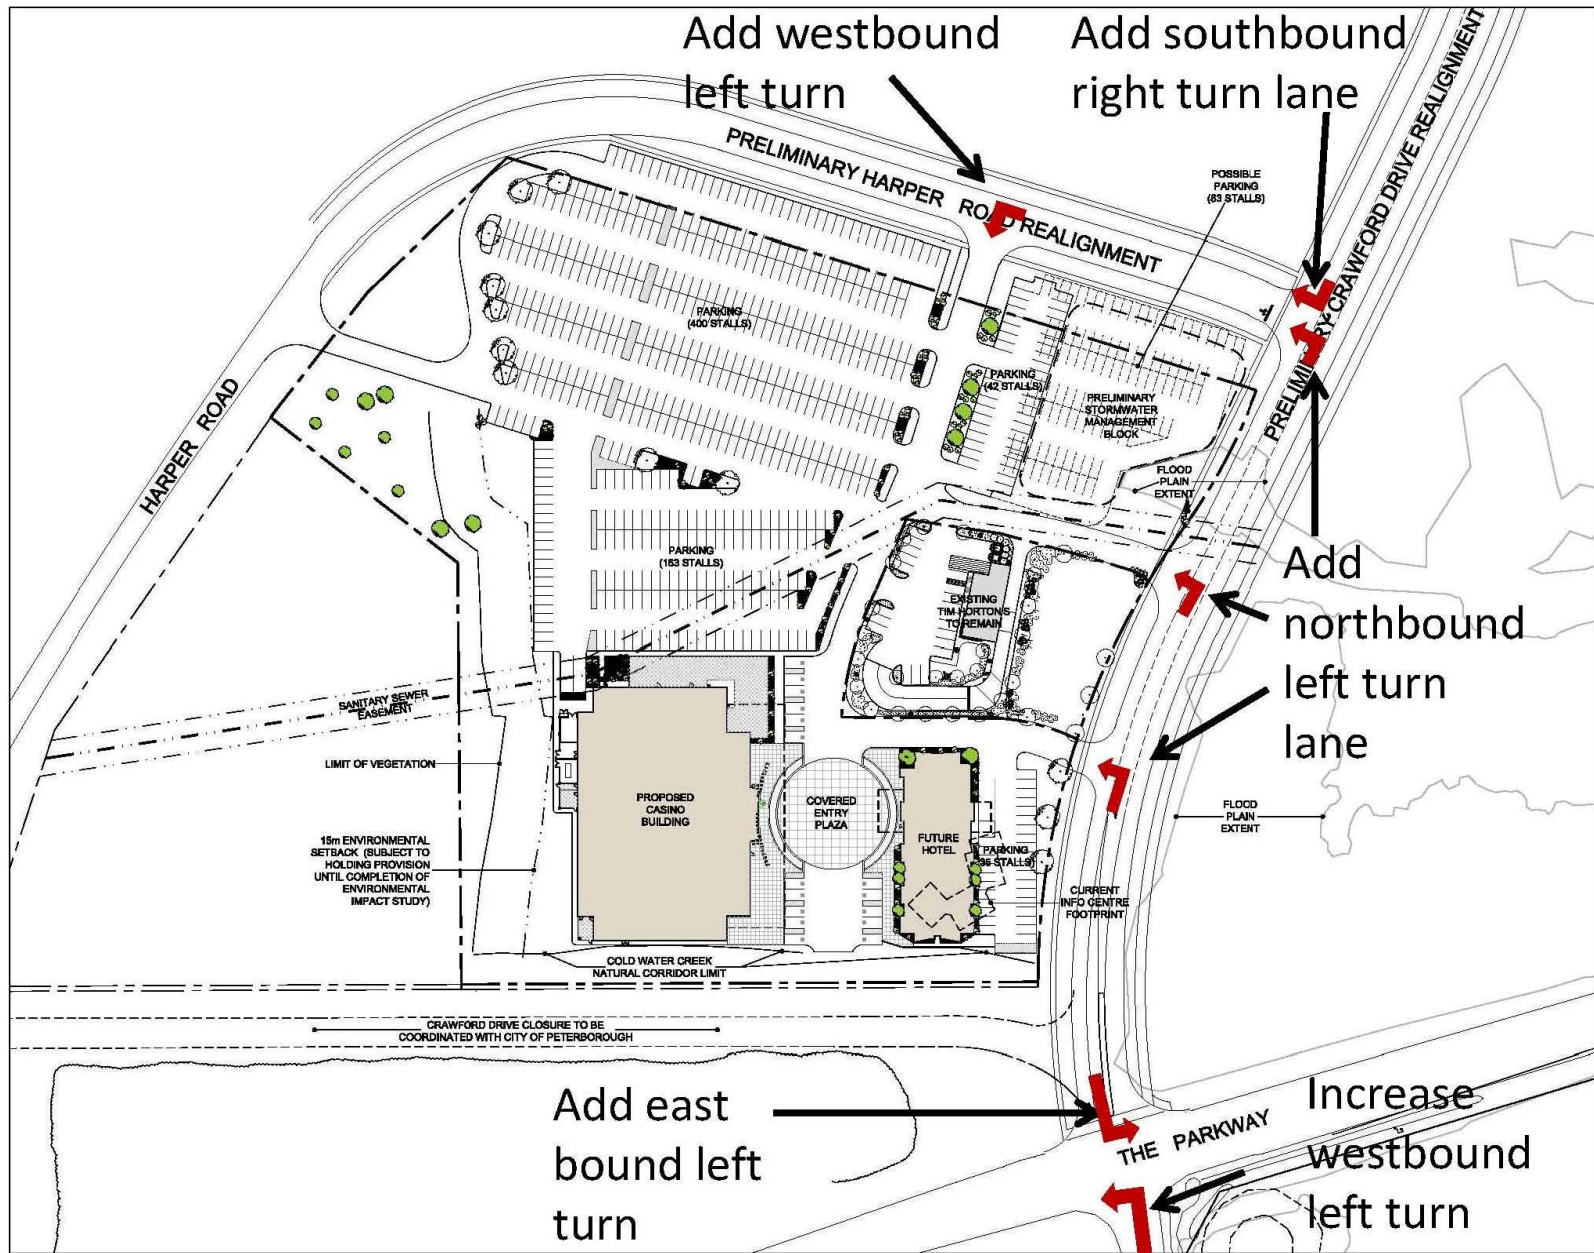 Add westbound
left turn
Add southbound
right turn lane
PRELIMINARY HARPER ROAD REALIGNMENT
POSSIBLE
PARKING
(83 STALLS)
PRELIMINARY CRAWFORD DRIVE REALIGNMENT
HARPER ROAD
PARKING
(400 STALLS)
PARKING
(42 STALLS)
PRELIMINARY
STORMWATER
MANAGEMENT
BLOCK
FLOOD
PLAIN
EXTENT
PARKING
(153 STALLS)
EXISTING
TIM HORTON'S
TO REMAIN
Add
northbound
left turn
lane
SANITARY SEWER
EASEMENT
LIMIT OF VEGETATION
PROPOSED
CASINO
BUILDING
COVERED
ENTRY
PLAZA
FUTURE
HOTEL
PARKING
(35 STALLS)
FLOOD
PLAIN
EXTENT
15m ENVIRONMENTAL
SETBACK (SUBJECT TO
HOLDING PROVISION
UNTIL COMPLETION OF
ENVIRONMENTAL
IMPACT STUDY)
CURRENT
INFO CENTRE
FOOTPRINT
COLD WATER CREEK
NATURAL CORRIDOR LIMIT
CRAWFORD DRIVE CLOSURE TO BE
COORDINATED WITH CITY OF PETERBOROUGH
Add east
bound left
turn
THE PARKWAY
Increase
westbound
left turn